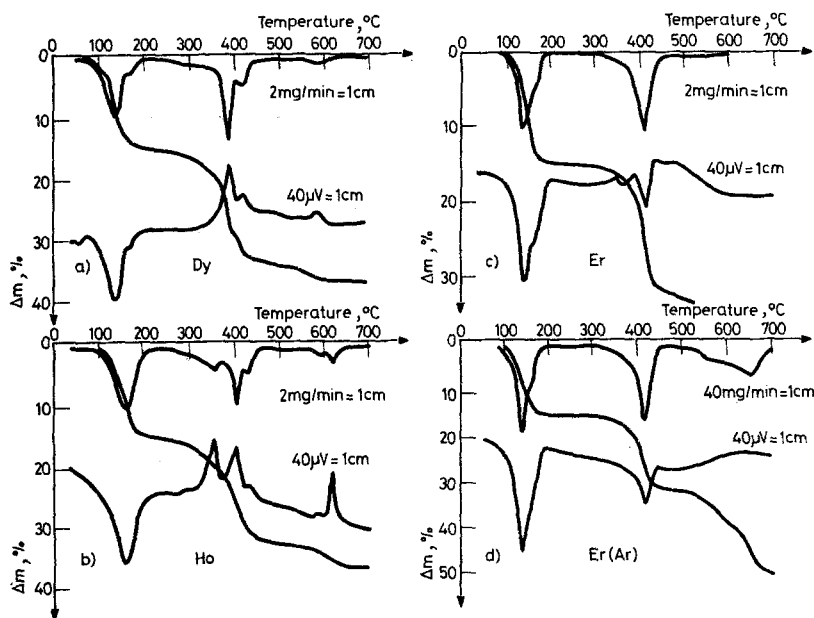 Temperature , °C
0 100 200 300 400 500 600 700
0
10
20
30
40
Δm , %
2mg/min = 1cm
40µV = 1cm
a) Dy
Temperature , °C
0 100 200 300 400 500 600 700
0
10
20
30
40
Δm , %
2mg/min = 1cm
40µV = 1cm
b) Ho
Temperature , °C
0 100 200 300 400 500 600 700
0
10
20
30
Δm , %
2mg/min = 1cm
40µV = 1cm
c) Er
Temperature , °C
0 100 200 300 400 500 600 700
0
10
20
30
40
50
Δm , %
40mg/min = 1cm
40µV = 1cm
d) Er(Ar)